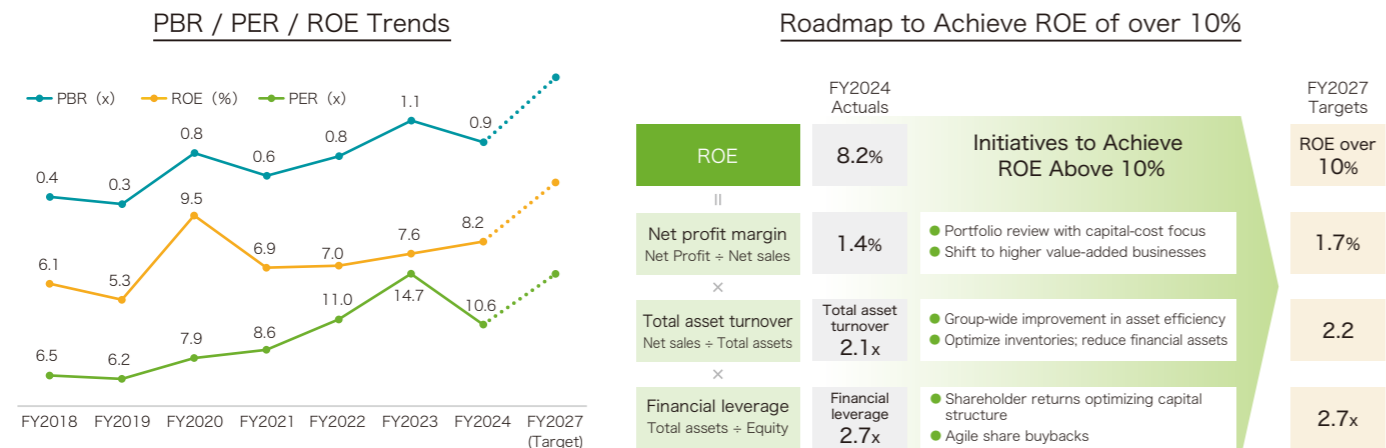 PBR / PER / ROE Trends
PBR（x）
ROE（%）
PER（x）
0.4
0.3
0.8
0.6
0.8
1.1
0.9
6.1
5.3
9.5
6.9
7.0
7.6
8.2
6.5
6.2
7.9
8.6
11.0
14.7
10.6
FY2018
FY2019
FY2020
FY2021
FY2022
FY2023
FY2024
FY2027
(Target)
Roadmap to Achieve ROE of over 10%
FY2024
Actuals
FY2027
Targets
ROE
8.2%
Initiatives to Achieve
ROE Above 10%
ROE over
10%
=
Net profit margin
Net Profit ÷ Net sales
1.4%
● Portfolio review with capital-cost focus
● Shift to higher value-added businesses
1.7%
×
Total asset turnover
Net sales ÷ Total assets
Total asset
turnover
2.1x
● Group-wide improvement in asset efficiency
● Optimize inventories; reduce financial assets
2.2
×
Financial leverage
Total assets ÷ Equity
Financial
leverage
2.7x
● Shareholder returns optimizing capital
structure
● Agile share buybacks
2.7x